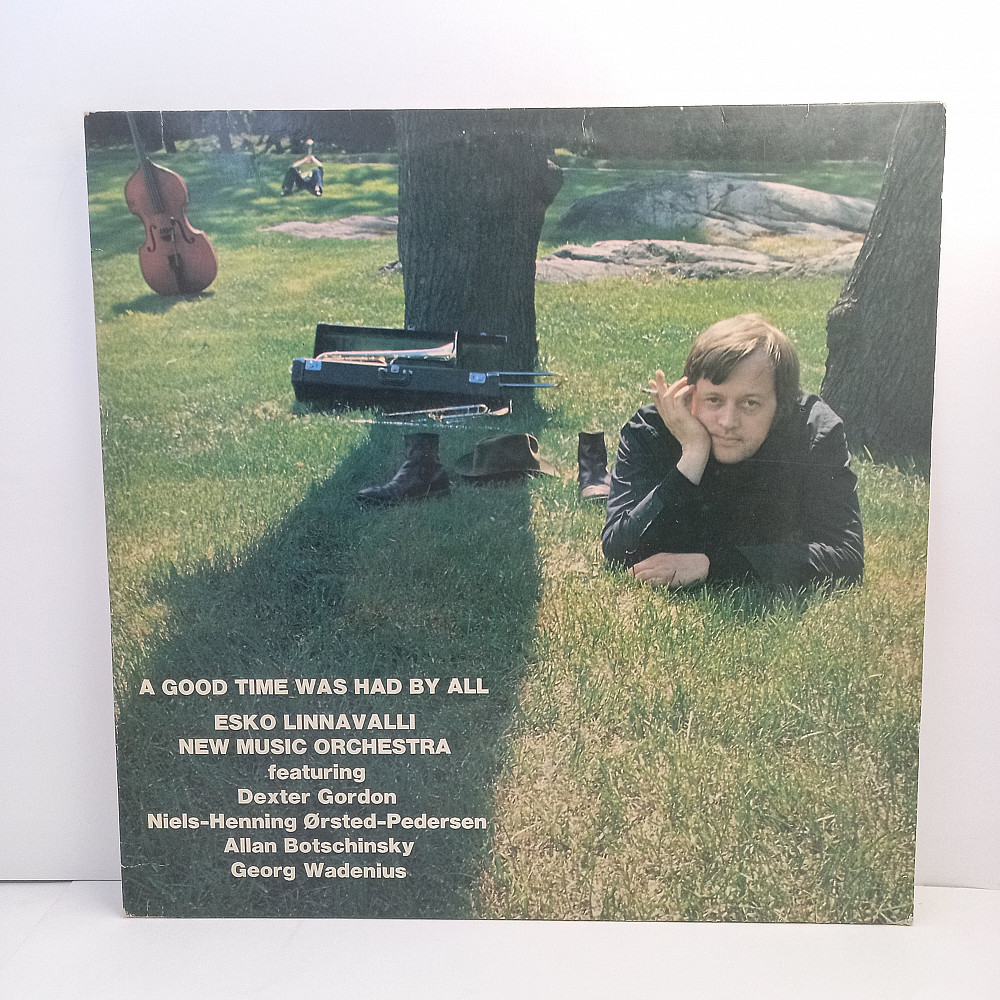 A GOOD TIME WAS HAD BY ALL
ESKO LINNAVALLI
NEW MUSIC ORCHESTRA
featuring
Dexter Gordon
Niels-Henning Ørsted-Pedersen
Allan Botschinsky
Georg Wadenius